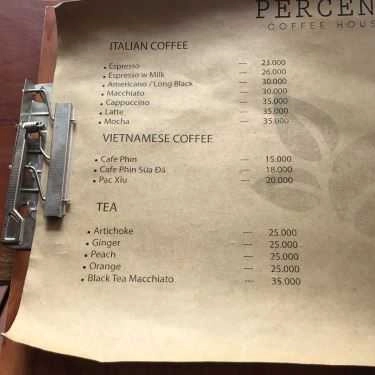 PERCEN
COFFEE HOUS
ITALIAN COFFEE
• Espresso — 23.000
• Espresso w Milk — 26.000
• Americano / Long Black — 30.000
• Macchiato — 30.000
• Cappuccino — 35.000
• Latte — 35.000
• Mocha — 35.000
VIETNAMESE COFFEE
• Cafe Phin — 15.000
• Cafe Phin Sữa Đá — 18.000
• Pạc Xỉu — 20.000
TEA
• Artichoke — 25.000
• Ginger — 25.000
• Peach — 25.000
• Orange — 25.000
• Black Tea Macchiato — 35.000